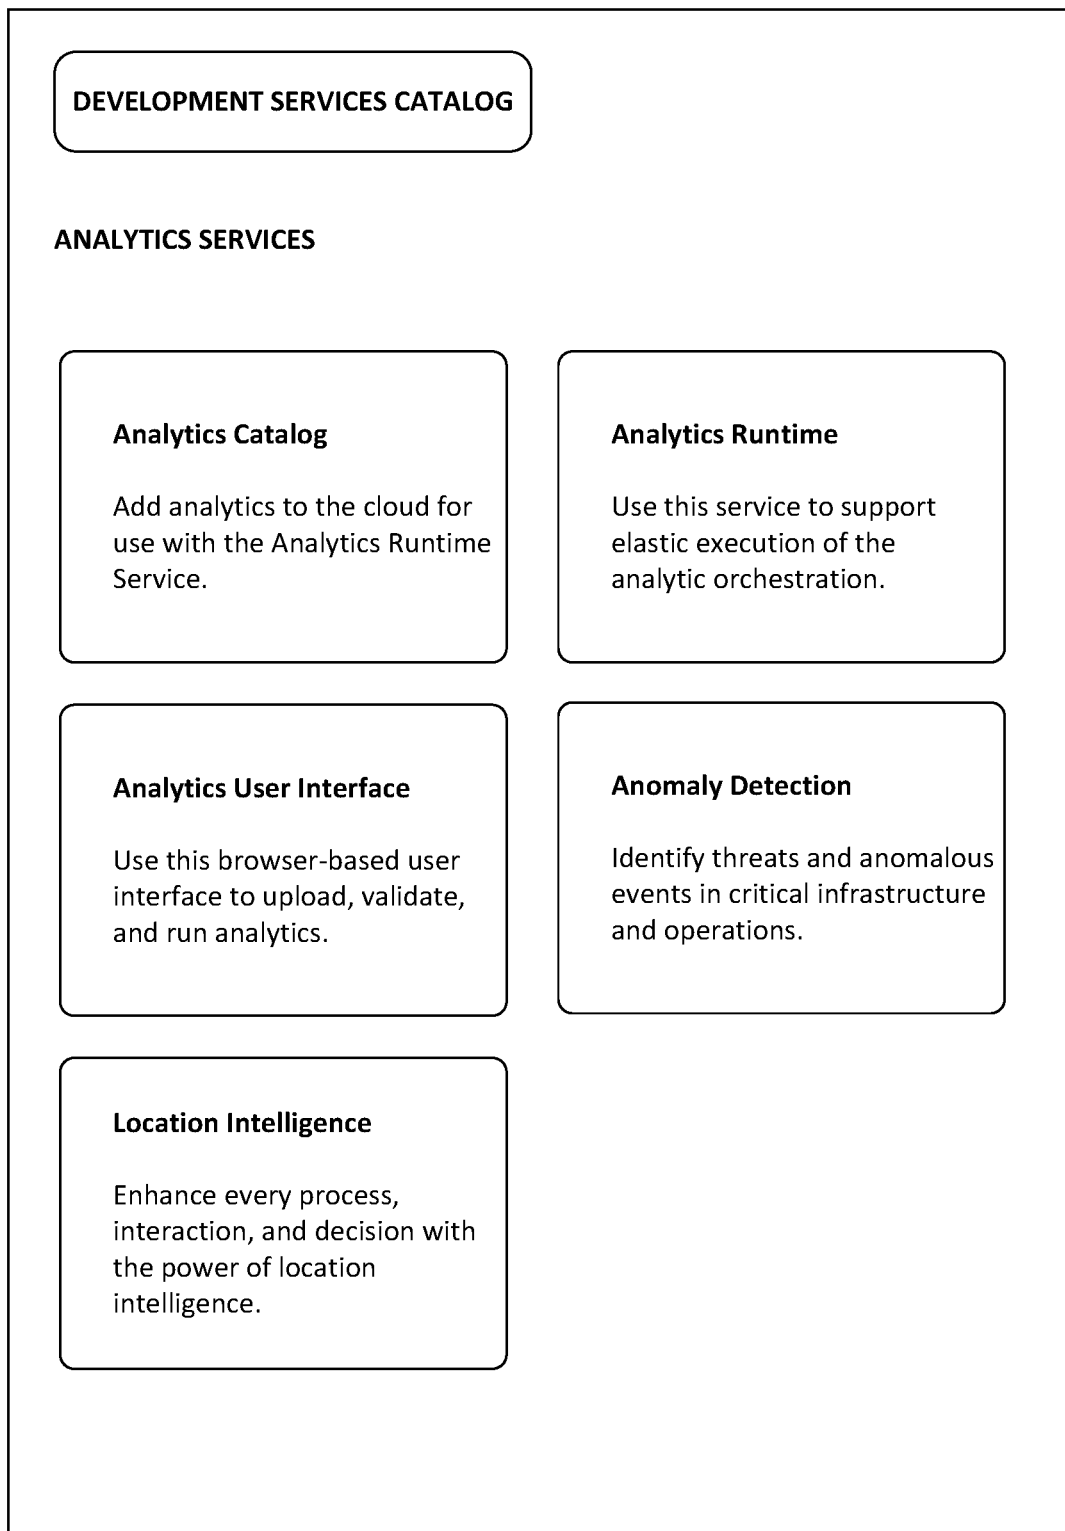 DEVELOPMENT SERVICES CATALOG
ANALYTICS SERVICES
Analytics Catalog
Add analytics to the cloud for
use with the Analytics Runtime
Service.
Analytics Runtime
Use this service to support
elastic execution of the
analytic orchestration.
Analytics User Interface
Use this browser-based user
interface to upload, validate,
and run analytics.
Anomaly Detection
Identify threats and anomalous
events in critical infrastructure
and operations.
Location Intelligence
Enhance every process,
interaction, and decision with
the power of location
intelligence.